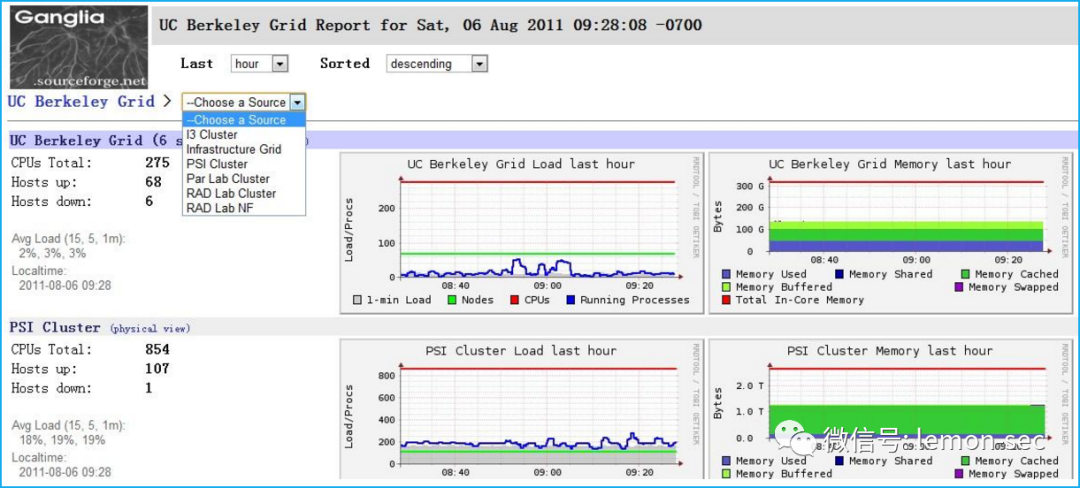 Ganglia
.sourceforge.net
UC Berkeley Grid Report for Sat, 06 Aug 2011 09:28:08 -0700
Last hour Sorted descending
UC Berkeley Grid > --Choose a Source
--Choose a Source
I3 Cluster
Infrastructure Grid
PSI Cluster
Par Lab Cluster
RAD Lab Cluster
RAD Lab NF
UC Berkeley Grid (6 s
CPUs Total: 275
Hosts up: 68
Hosts down: 6
Avg Load (15, 5, 1m):
2%, 3%, 3%
Localtime:
2011-08-06 09:28
UC Berkeley Grid Load last hour
Load/Procs
200
100
0
08:40 09:00 09:20
1-min Load Nodes CPUs Running Processes
RRDTOOL / TOBI OETIKER
UC Berkeley Grid Memory last hour
Bytes
300 G
200 G
100 G
0
08:40 09:00 09:20
Memory Used Memory Shared Memory Cached
Memory Buffered Memory Swapped
Total In-Core Memory
RRDTOOL / TOBI OETIKER
PSI Cluster (physical view)
CPUs Total: 854
Hosts up: 107
Hosts down: 1
Avg Load (15, 5, 1m):
18%, 19%, 19%
Localtime:
2011-08-06 09:28
PSI Cluster Load last hour
Load/Procs
800
600
400
200
0
08:40 09:00 09:20
RRDTOOL / TOBI OETIKER
PSI Cluster Memory last hour
Bytes
2.0 T
1.0 T
0.0
08:40 09:00 09:20
Memory Used Memory Shared Memory Cached
Memory Buffered Memory Swapped
RRDTOOL / TOBI OETIKER
微信号: lemon-sec